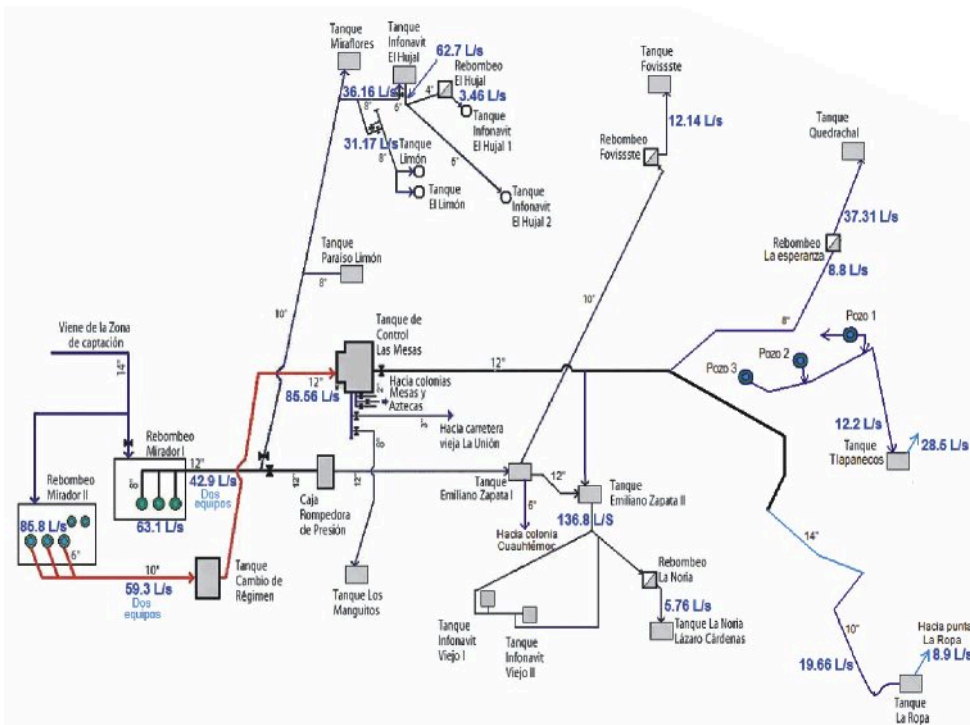 Tanque
Miraflores
Tanque
Infonavit
El Hujal
62.7 L/s
Rebombeo
El Hujal
36.16 L/s
8"
6"
4"
3.46 L/s
Tanque
Infonavit
El Hujal 1
31.17 L/s
8"
Tanque
Limón
Tanque
El Limón
6"
Tanque
Infonavit
El Hujal 2
Tanque
Fovissste
12.14 L/s
Rebombeo
Fovissste
10"
Tanque
Quedrachal
37.31 L/s
Rebombeo
La esperanza
8.8 L/s
8"
Pozo 1
Pozo 2
Pozo 3
12.2 L/s
Tanque
Tlapanecos
28.5 L/s
Tanque
Paraíso Limón
8"
10"
Viene de la Zona
de captación
14"
Tanque de
Control
Las Mesas
12"
85.56 L/s
12"
Hacia colonias
Mesas y
Aztecas
Hacia carretera
vieja La Unión
Rebombeo
Mirador I
12"
8"
42.9 L/s
Dos
equipos
63.1 L/s
Rebombeo
Mirador II
85.8 L/s
6"
10"
59.3 L/s
Dos
equipos
Tanque
Cambio de
Régimen
12"
Caja
Rompedora
de Presión
12"
Tanque Los
Manguitos
Tanque
Emiliano Zapata I
12"
6"
Hacia colonia
Cuauhtémoc
Tanque
Emiliano Zapata II
136.8 L/S
Rebombeo
La Noria
5.76 L/s
Tanque La Noria
Lázaro Cárdenas
Tanque
Infonavit
Viejo I
Tanque
Infonavit
Viejo II
14"
10"
19.66 L/s
Hacia punta
La Ropa
8.9 L/s
Tanque
La Ropa